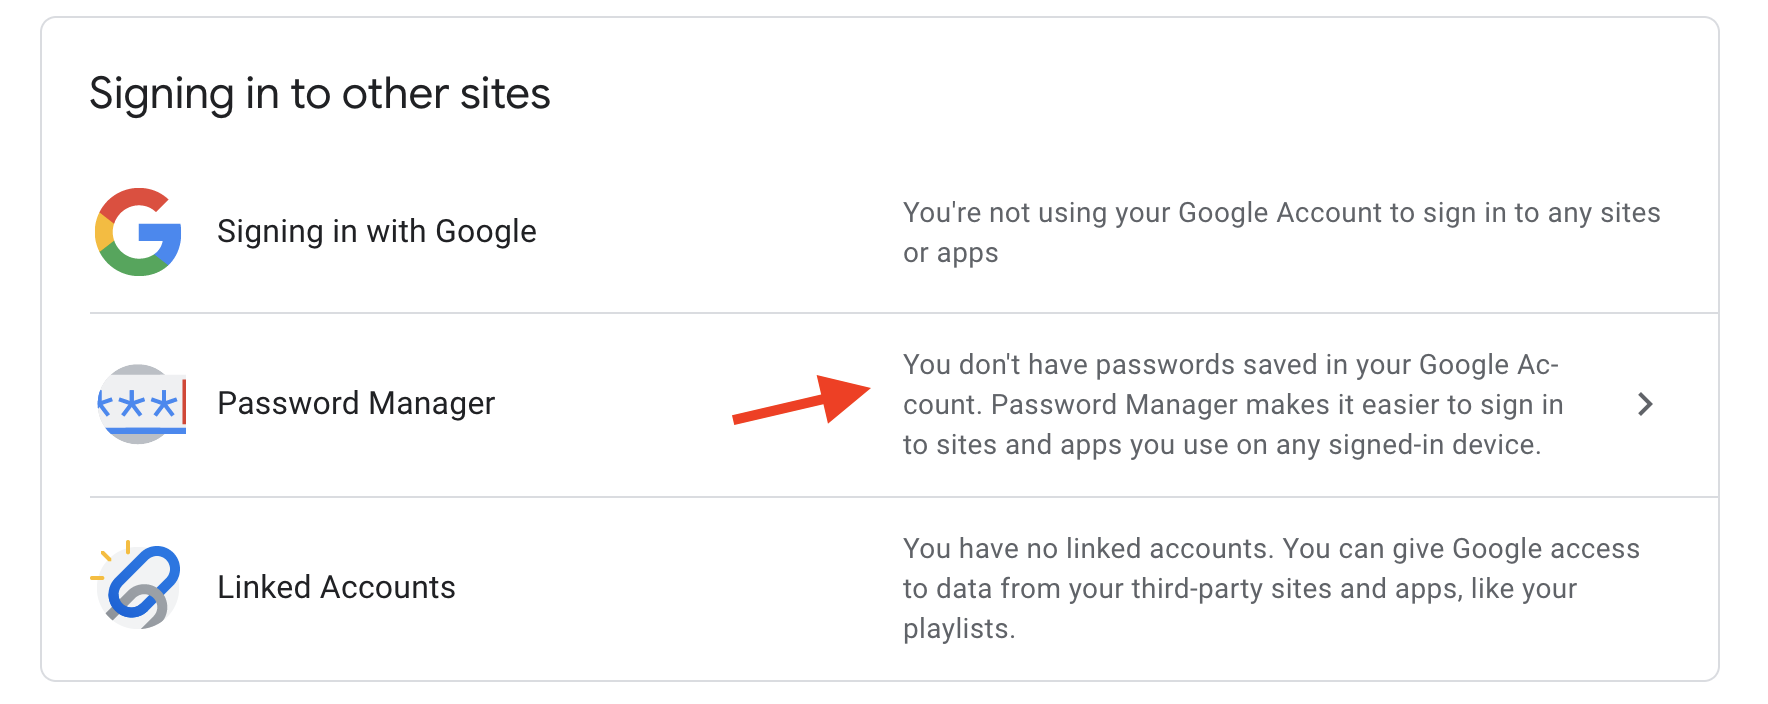 Signing in to other sites
Signing in with Google
You're not using your Google Account to sign in to any sites
or apps
Password Manager
You don't have passwords saved in your Google Ac-
count. Password Manager makes it easier to sign in
to sites and apps you use on any signed-in device.
Linked Accounts
You have no linked accounts. You can give Google access
to data from your third-party sites and apps, like your
playlists.